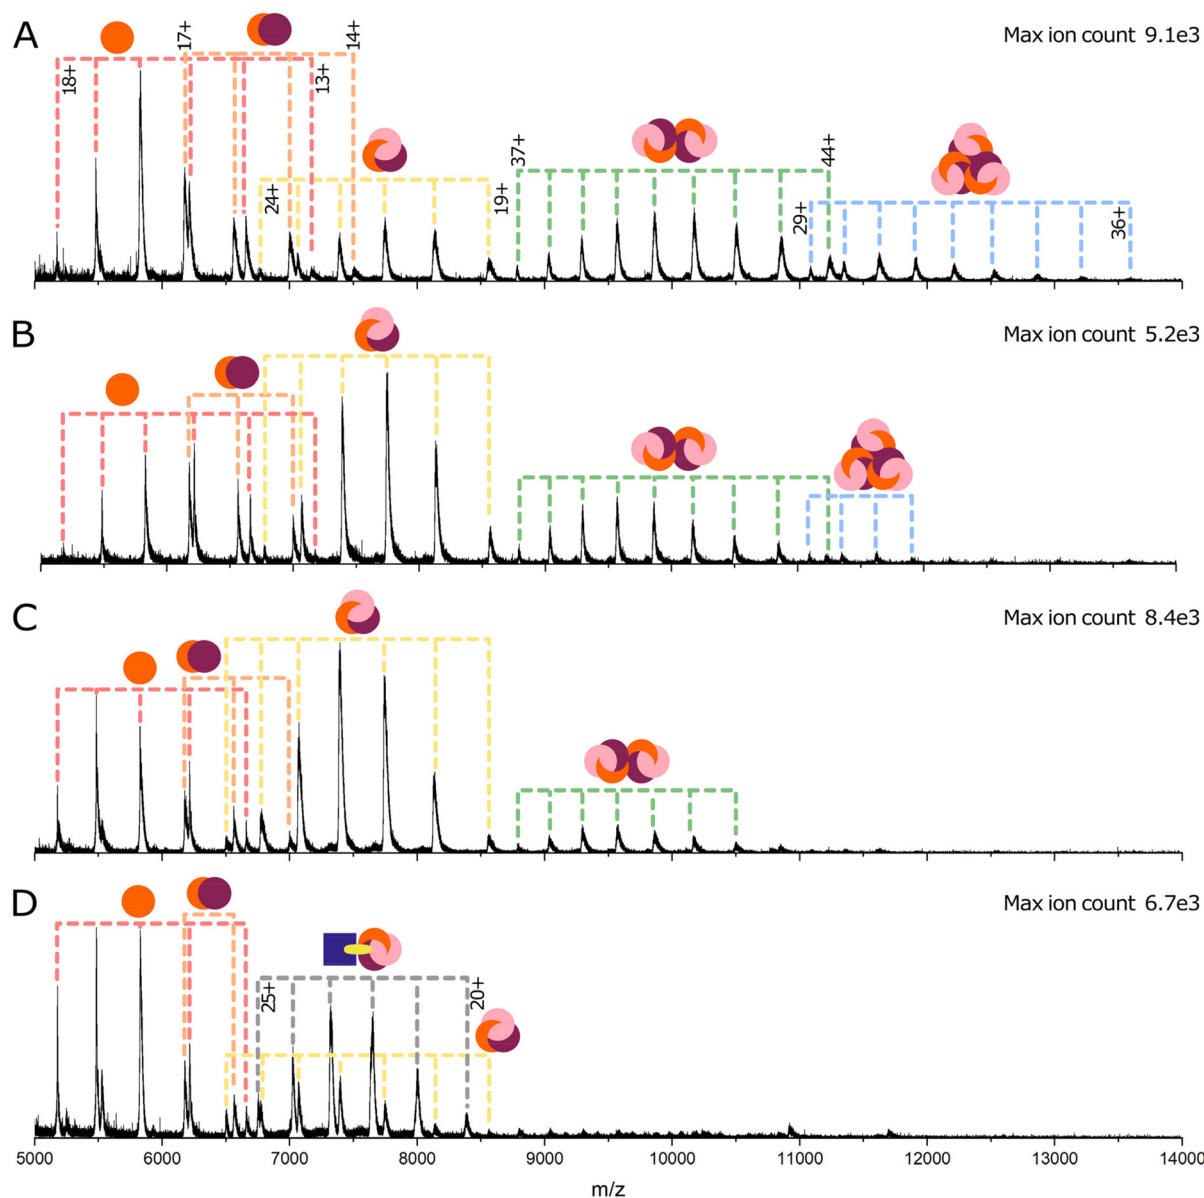 A
Max ion count 9.1e3
18+
17+
13+
14+
24+
19+
37+
44+
29+
36+
B
Max ion count 5.2e3
C
Max ion count 8.4e3
D
Max ion count 6.7e3
25+
20+
5000 6000 7000 8000 9000 10000 11000 12000 13000 14000
m/z